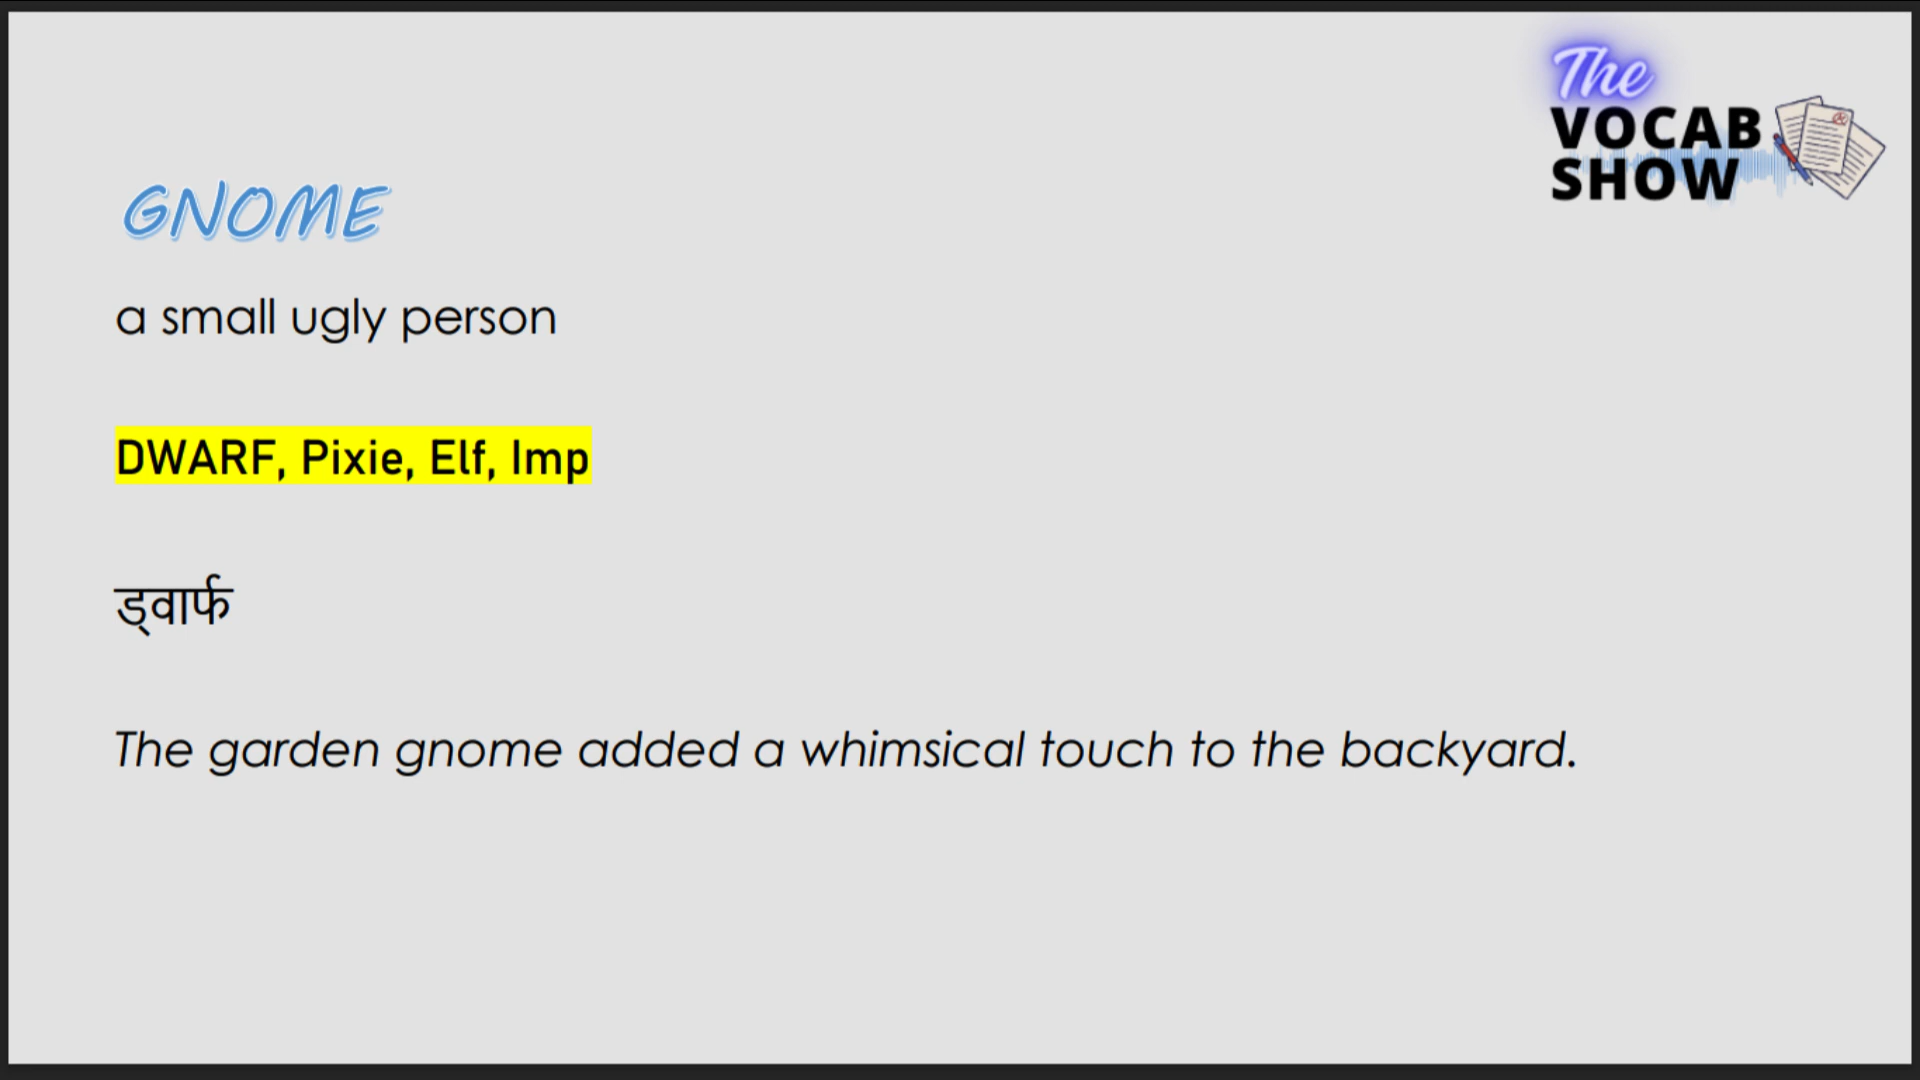 The
VOCAB
SHOW
GNOME
a small ugly person
DWARF, Pixie, Elf, Imp
ड्वार्फ
The garden gnome added a whimsical touch to the backyard.